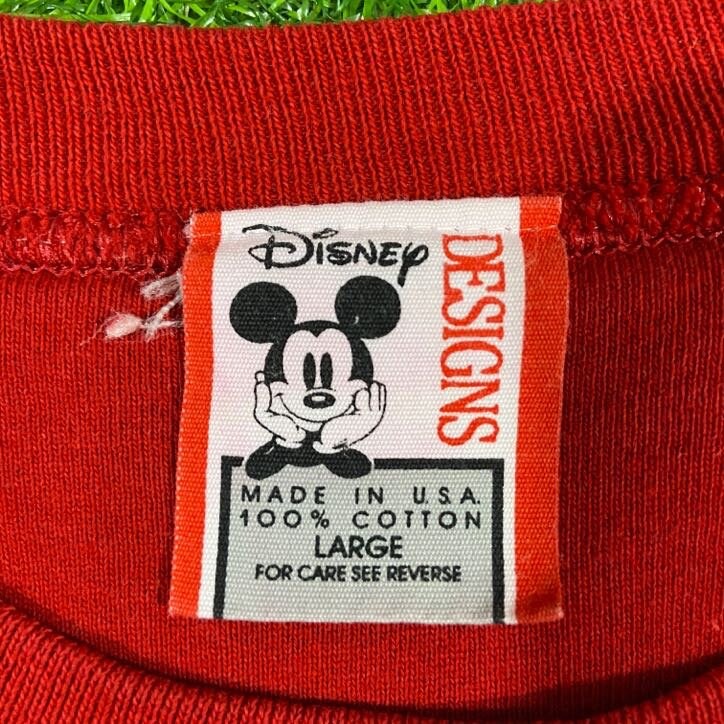 Disney
DESIGNS
MADE IN U.S.A.
100% COTTON
LARGE
FOR CARE SEE REVERSE